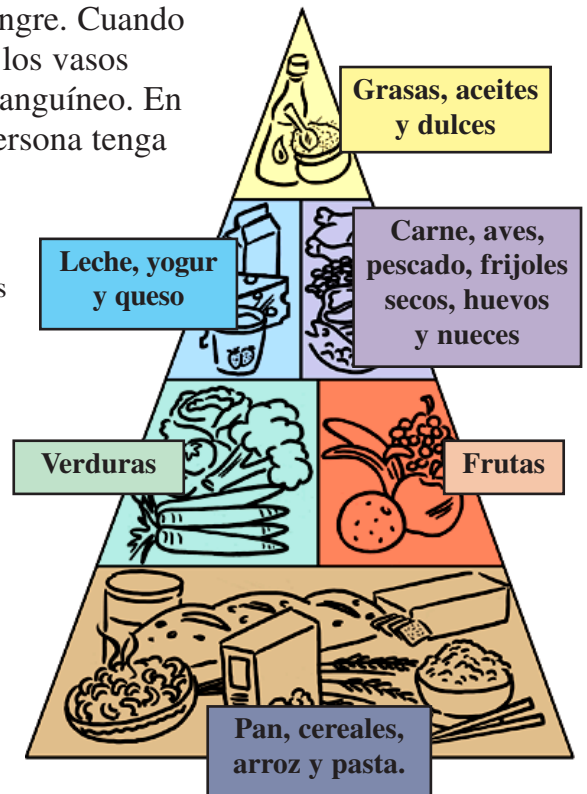 ngre. Cuando
los vasos
anguíneo. En
ersona tenga
s
Grasas, aceites
y dulces
Leche, yogur
y queso
Carne, aves,
pescado, frijoles
secos, huevos
y nueces
Verduras
Frutas
Pan, cereales,
arroz y pasta.